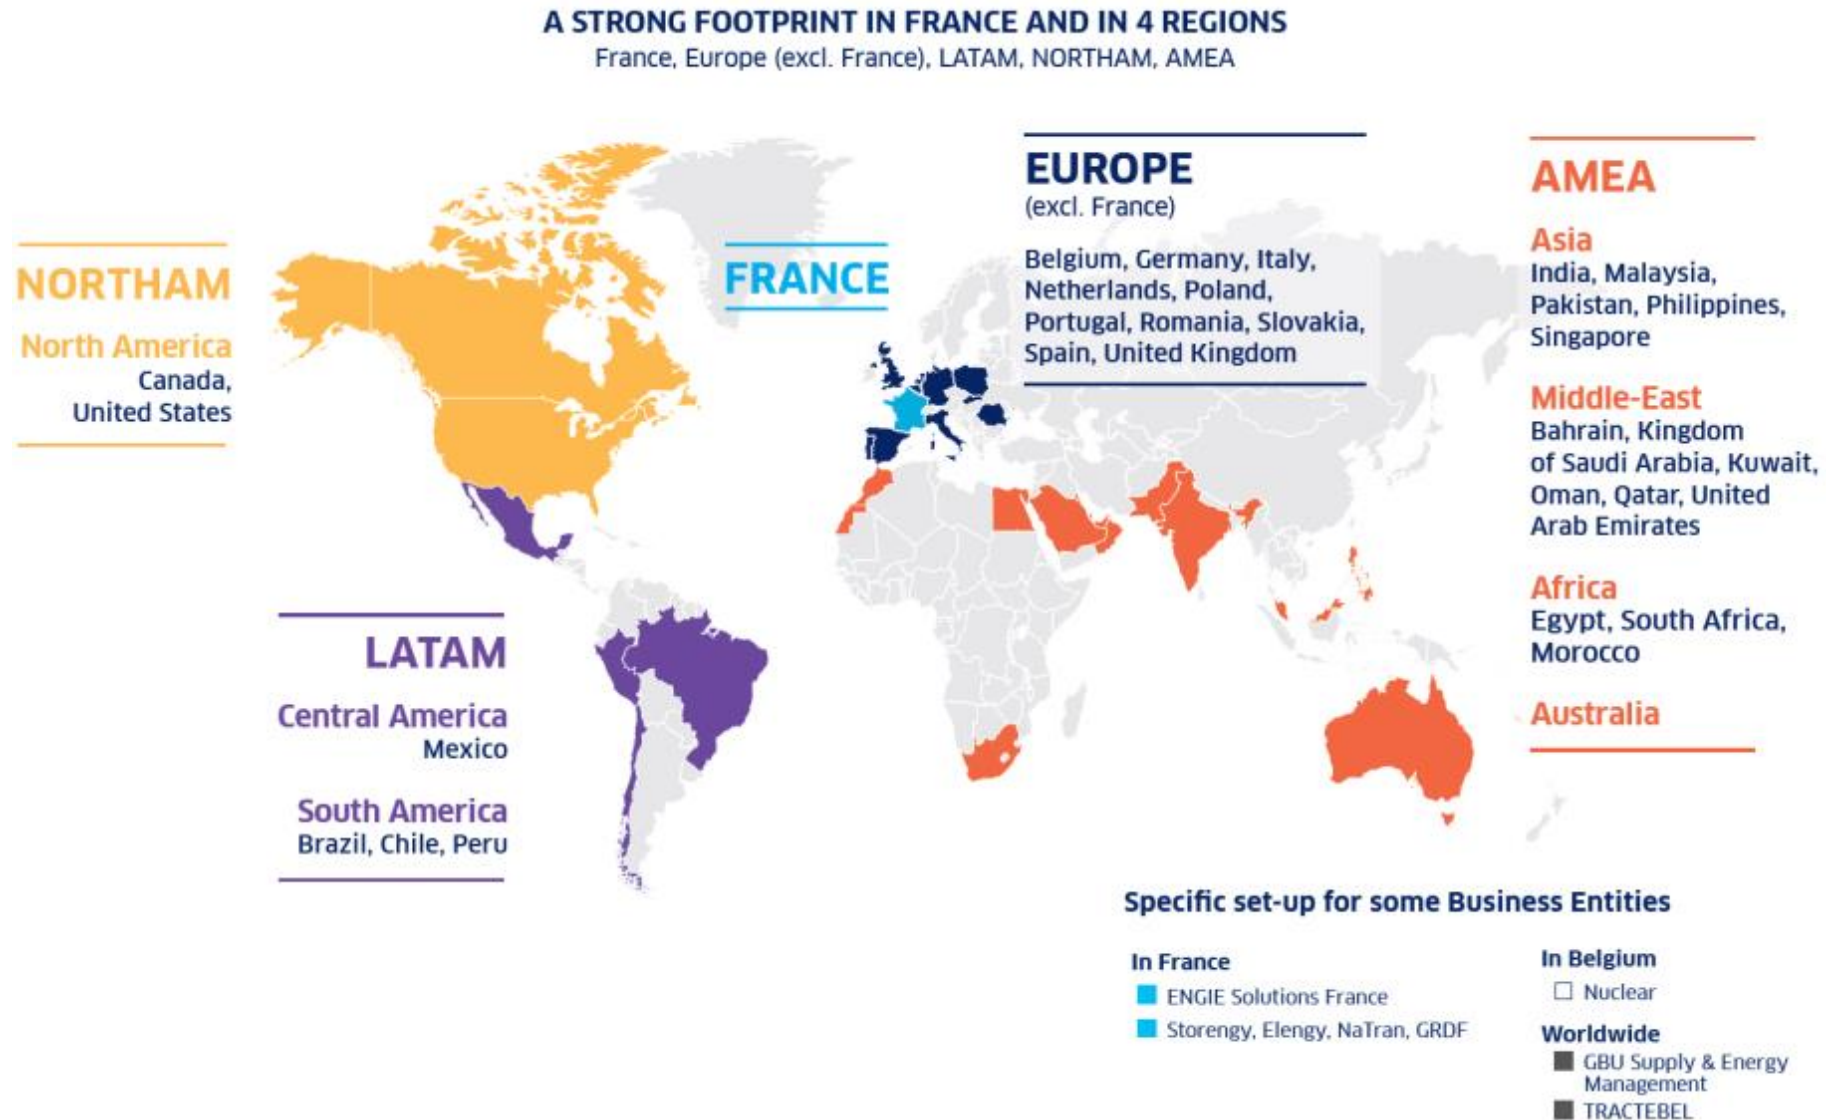 A STRONG FOOTPRINT IN FRANCE AND IN 4 REGIONS
France, Europe (excl. France), LATAM, NORTHAM, AMEA
NORTHAM
North America
Canada,
United States
FRANCE
EUROPE
(excl. France)
Belgium, Germany, Italy,
Netherlands, Poland,
Portugal, Romania, Slovakia,
Spain, United Kingdom
AMEA
Asia
India, Malaysia,
Pakistan, Philippines,
Singapore
Middle-East
Bahrain, Kingdom
of Saudi Arabia, Kuwait,
Oman, Qatar, United
Arab Emirates
Africa
Egypt, South Africa,
Morocco
Australia
LATAM
Central America
Mexico
South America
Brazil, Chile, Peru
Specific set-up for some Business Entities
In France
ENGIE Solutions France
Storengy, Elengy, NaTran, GRDF
In Belgium
Nuclear
Worldwide
GBU Supply & Energy
Management
TRACTEBEL